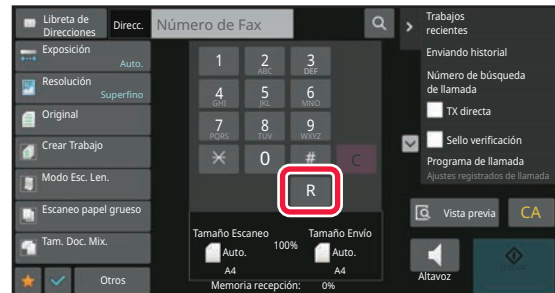 Libreta de
Direcciones
Direcc.
Número de Fax
Trabajos
recientes
Exposición
Auto.
Resolución
Superfino
Original
Crear Trabajo
Modo Esc. Len.
Escaneo papel grueso
Tam. Doc. Mix.
Otros
1
2
ABC
3
DEF
4
GHI
5
JKL
6
MNO
7
PQRS
8
TUV
9
WXYZ
0
#
C
R
Tamaño Escaneo
Auto.
A4
100%
Tamaño Envío
Auto.
A4
Memoria recepción: 0%
Enviando historial
Número de búsqueda
de llamada
TX directa
Sello verificación
Programa de llamada
Ajustes registrados de llamada
Vista previa
CA
Altavoz